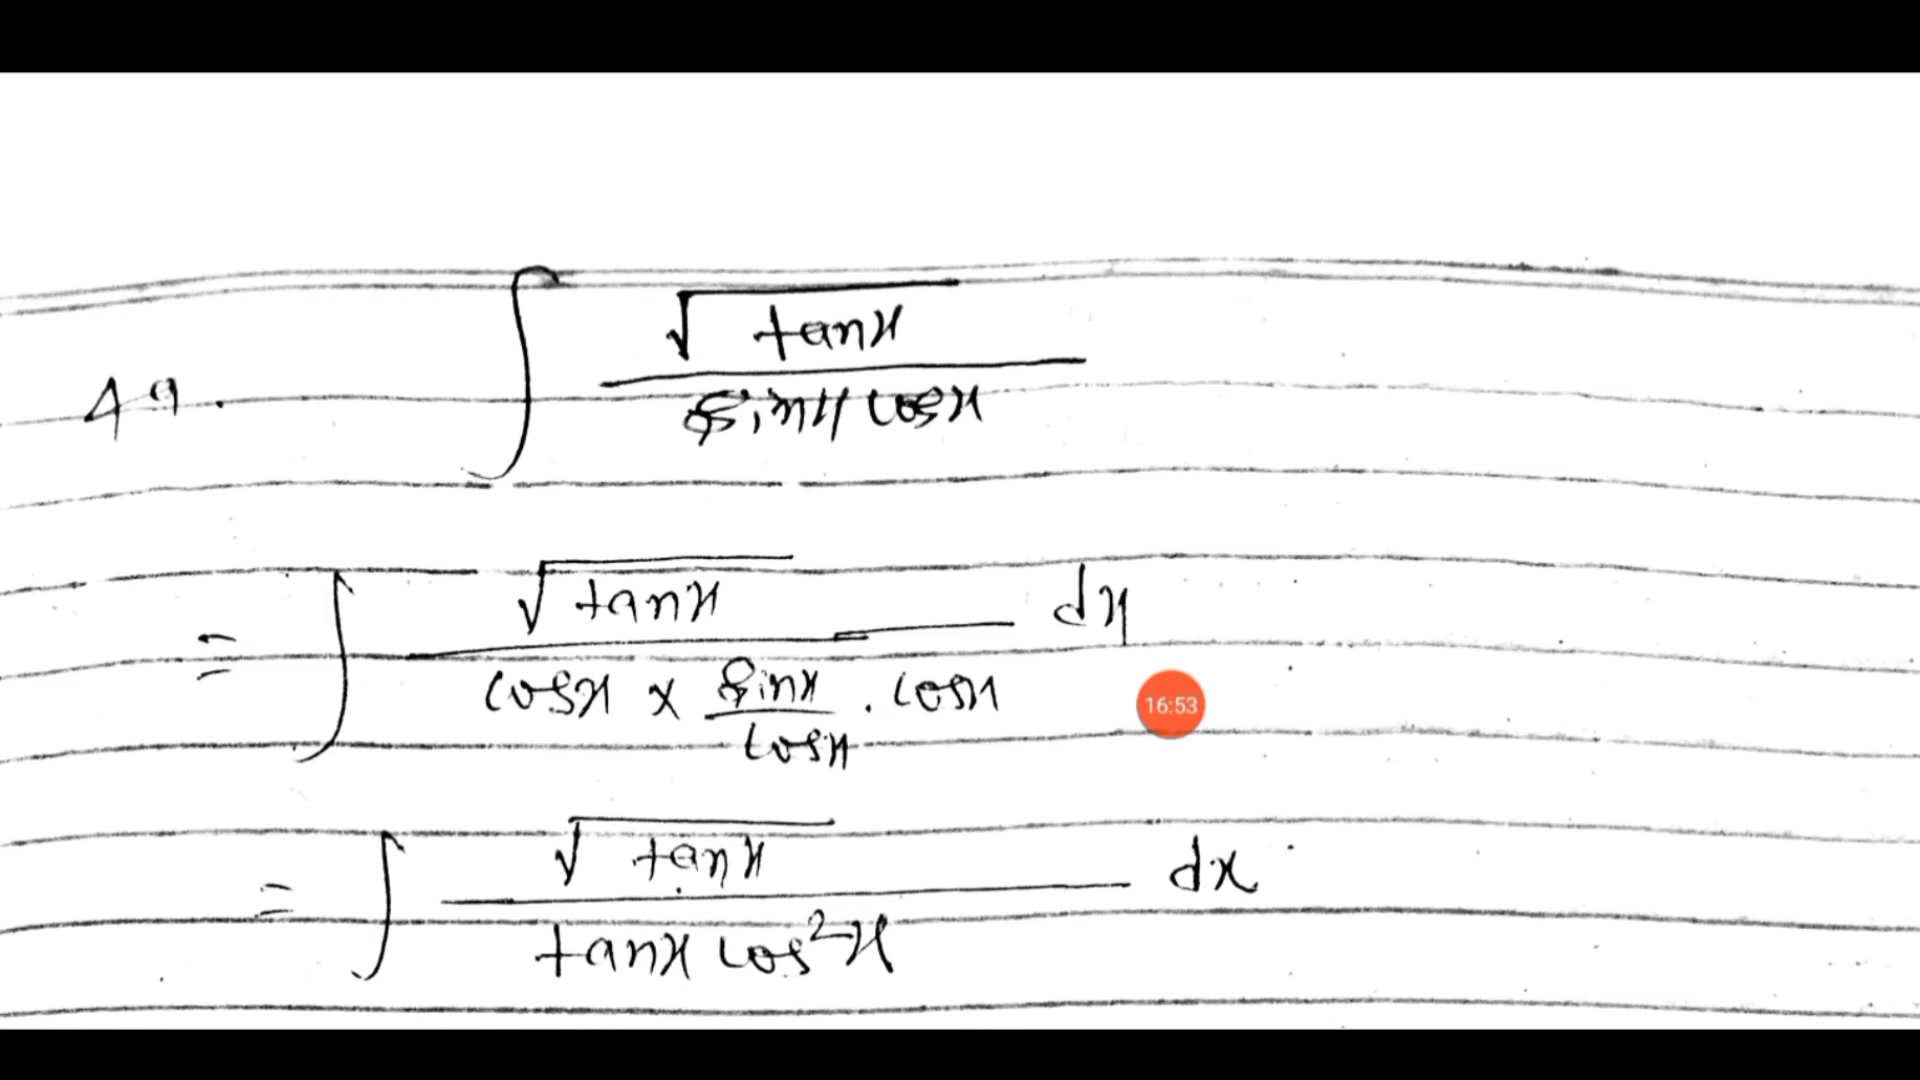 49. ∫ √tanx / sinx cosx
= ∫ √tanx / cosx × sinx/cosx . cosx dx
16:53
= ∫ √tanx / tanx cos²x dx